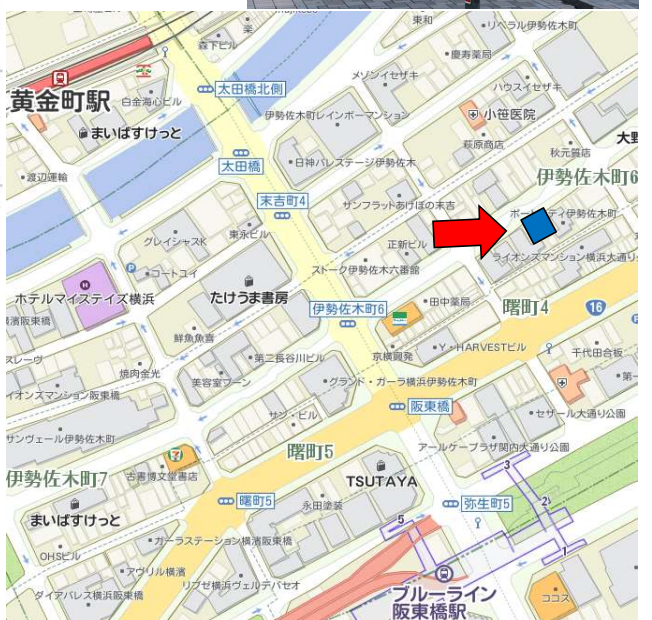 東和
楽
リベラル伊勢佐木町
森下ビル
慶寿薬局
太田橋北側
メゾンイセザキ
ハウスイセザキ
黄金町駅
白金海心ビル
伊勢佐木町レインボーマンション
小笹医院
まいばすけっと
萩原商店
大野
太田橋
日神パレステージ伊勢佐木
秋元質店
渡辺運輸
伊勢佐木町6
末吉町4
サンフラットあけぼの末吉
グレイシャスK
東永ビル
正新ビル
ライオンズマンション横浜大通り
コートユイ
ストーク伊勢佐木六番館
ホテルマイステイズ横浜
たけうま書房
曙町4
16
伊勢佐木町6
田中薬局
鮮魚魚喜
Y・HARVESTビル
第二長谷川ビル
京横興発
千代田合板
焼肉金光
美容室ブーン
グランド・ガーラ横浜伊勢佐木町
イオンズマンション阪東橋
阪東橋
セザール大通り公園
サン・ビル
サンヴェール伊勢佐木町
アールケープラザ関内大通り公園
曙町5
3
伊勢佐木町7
古書博文堂書店
TSUTAYA
曙町5
弥生町5
2
永田塗装
まいばすけっと
5
ガーラステーション横濱阪東橋
1
OHSビル
アヴリル横濱
リブゼ横浜ヴェルデパセオ
ブルーライン
阪東橋駅
ダイアパレス横浜阪東橋
ココス